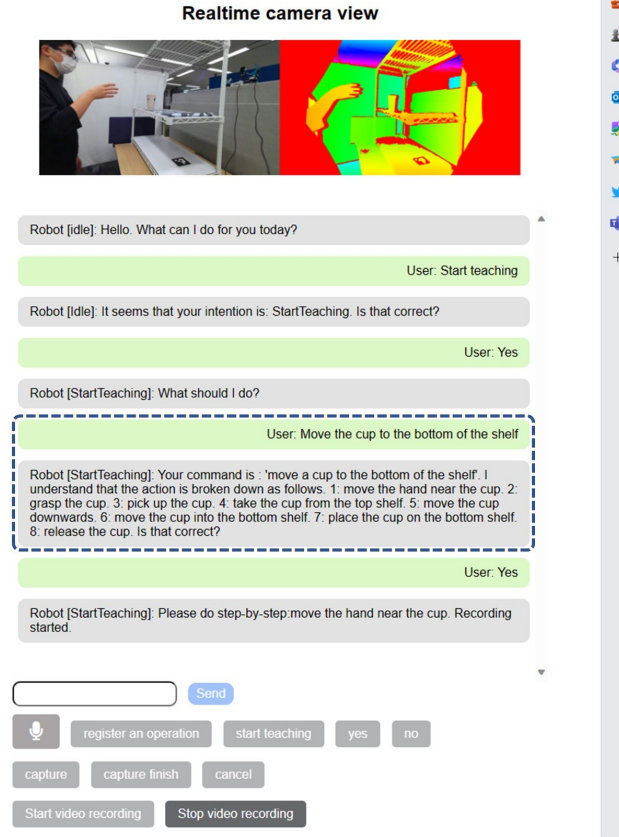 Realtime camera view
Robot [idle]: Hello. What can I do for you today?
User: Start teaching
Robot [Idle]: It seems that your intention is: StartTeaching. Is that correct?
User: Yes
Robot [StartTeaching]: What should I do?
User: Move the cup to the bottom of the shelf
Robot [StartTeaching]: Your command is : 'move a cup to the bottom of the shelf'. I
understand that the action is broken down as follows. 1: move the hand near the cup. 2:
grasp the cup. 3: pick up the cup. 4: take the cup from the top shelf. 5: move the cup
downwards. 6: move the cup into the bottom shelf. 7: place the cup on the bottom shelf.
8: release the cup. Is that correct?
User: Yes
Robot [StartTeaching]: Please do step-by-step:move the hand near the cup. Recording
started.
Send
register an operation start teaching yes no
capture capture finish cancel
Start video recording Stop video recording